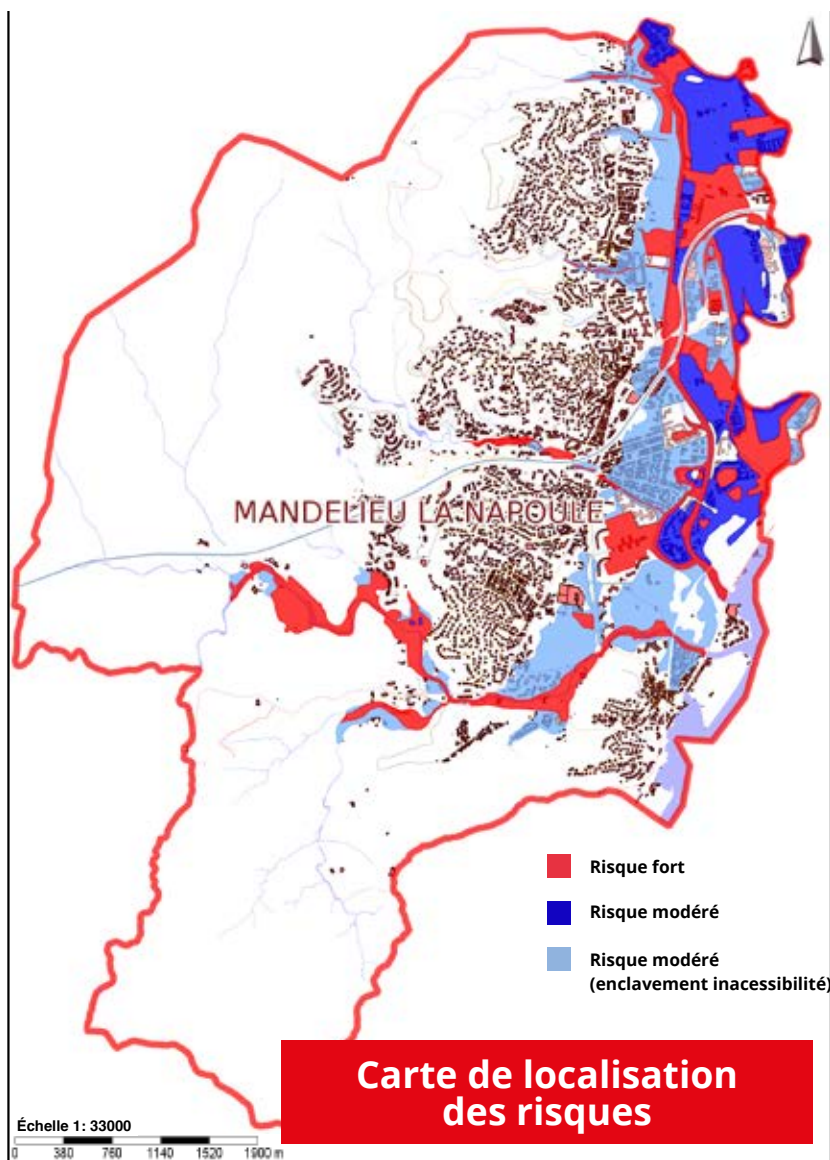 MANDELIEU LA NAPOULE
Risque fort
Risque modéré
Risque modéré
(enclavement inacessibilité)
Carte de localisation
des risques
Échelle 1: 33000
0 380 760 1140 1520 1900 m